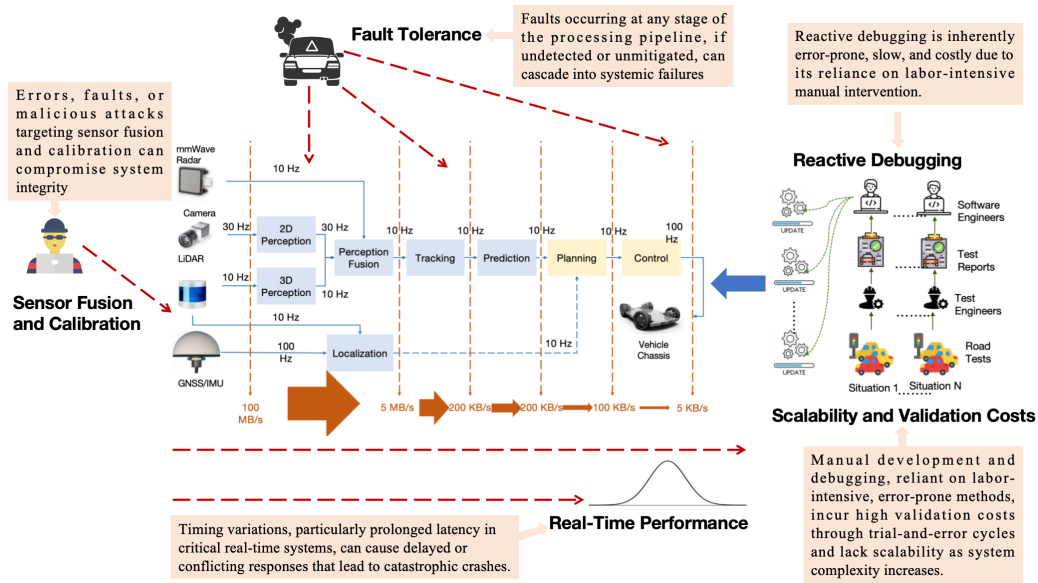 Fault Tolerance
Faults occurring at any stage of
the processing pipeline, if
undetected or unmitigated, can
cascade into systemic failures
Reactive debugging is inherently
error-prone, slow, and costly due to
its reliance on labor-intensive
manual intervention.
Errors, faults, or
malicious attacks
targeting sensor fusion
and calibration can
compromise system
integrity
Sensor Fusion
and Calibration
mmWave
Radar
10 Hz
Camera
30 Hz
2D
Perception
30 Hz
LiDAR
10 Hz
3D
Perception
10 Hz
Perception
Fusion
10 Hz
Tracking
10 Hz
Prediction
10 Hz
Planning
10 Hz
Control
100
Hz
10 Hz
100
Hz
GNSS/IMU
Localization
10 Hz
Vehicle
Chassis
100
MB/s
5 MB/s
200 KB/s
200 KB/s
100 KB/s
5 KB/s
Reactive Debugging
UPDATE
UPDATE
UPDATE
Software
Engineers
Test
Reports
Test
Engineers
Road
Tests
Situation 1
Situation N
Scalability and Validation Costs
Manual development and
debugging, reliant on labor-
intensive, error-prone methods,
incur high validation costs
through trial-and-error cycles
and lack scalability as system
complexity increases.
Real-Time Performance
Timing variations, particularly prolonged latency in
critical real-time systems, can cause delayed or
conflicting responses that lead to catastrophic crashes.